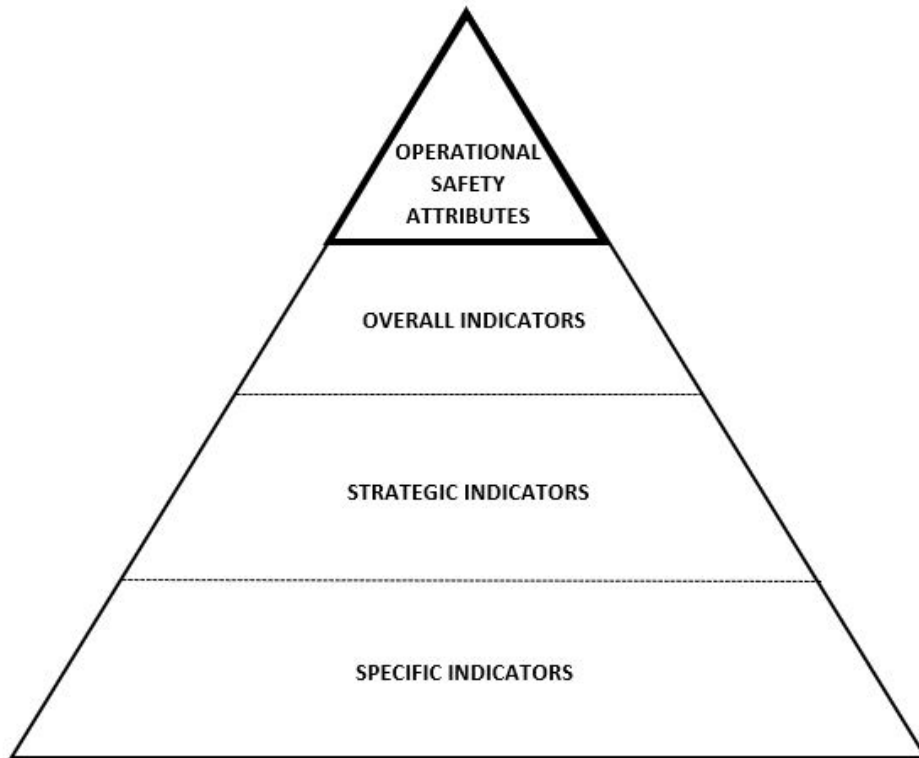 OPERATIONAL
SAFETY
ATTRIBUTES
OVERALL INDICATORS
STRATEGIC INDICATORS
SPECIFIC INDICATORS